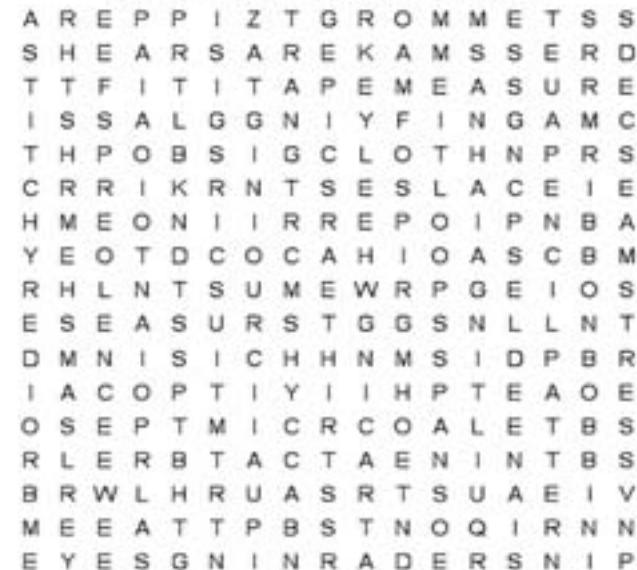 A R E P P I Z T G R O M M E T S S
S H E A R S A R E K A M S S E R D
T T F I T I T A P E M E A S U R E
I S S A L G G N I Y F I N G A M C
T H P O B S I G C L O T H N P R S
C R R I K R N T S E S L A C E I E
H M E O N I I R R E P O I P N B A
Y E O T D C O C A H I O A S C B M
R H L N T S U M E W R P G E I O S
E S E A S U R S T G G S N L L N T
D M N I S I C H H N M S I D P B R
I A C O P T I Y I I H P T E A O E
O S E P T M I C R C O A L E T B S
R L E R B T A C T A E N I N T B S
B R W L H R U A S R T S U A E I V
M E E A T T P B S T N O Q I R N N
E Y E S G N I N R A D E R S N I P